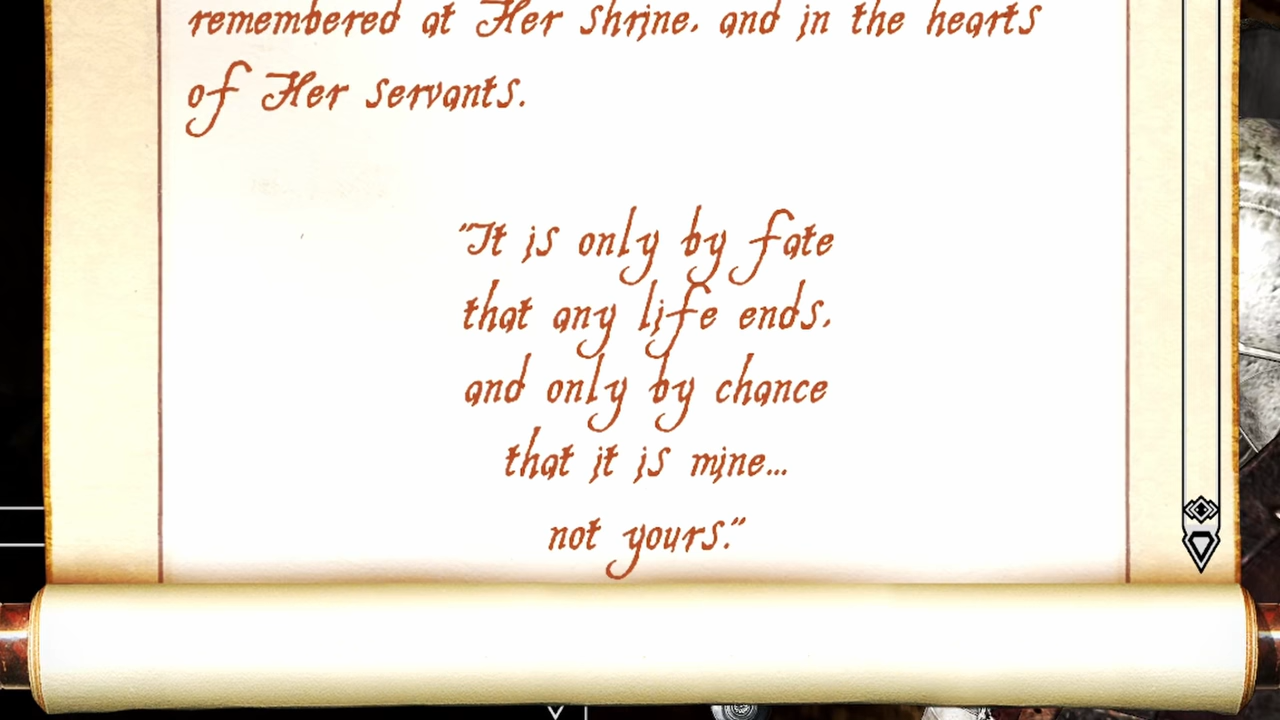 remembered at Her shrine, and in the hearts
of Her servants.
"It is only by fate
that any life ends,
and only by chance
that it is mine...
not yours."